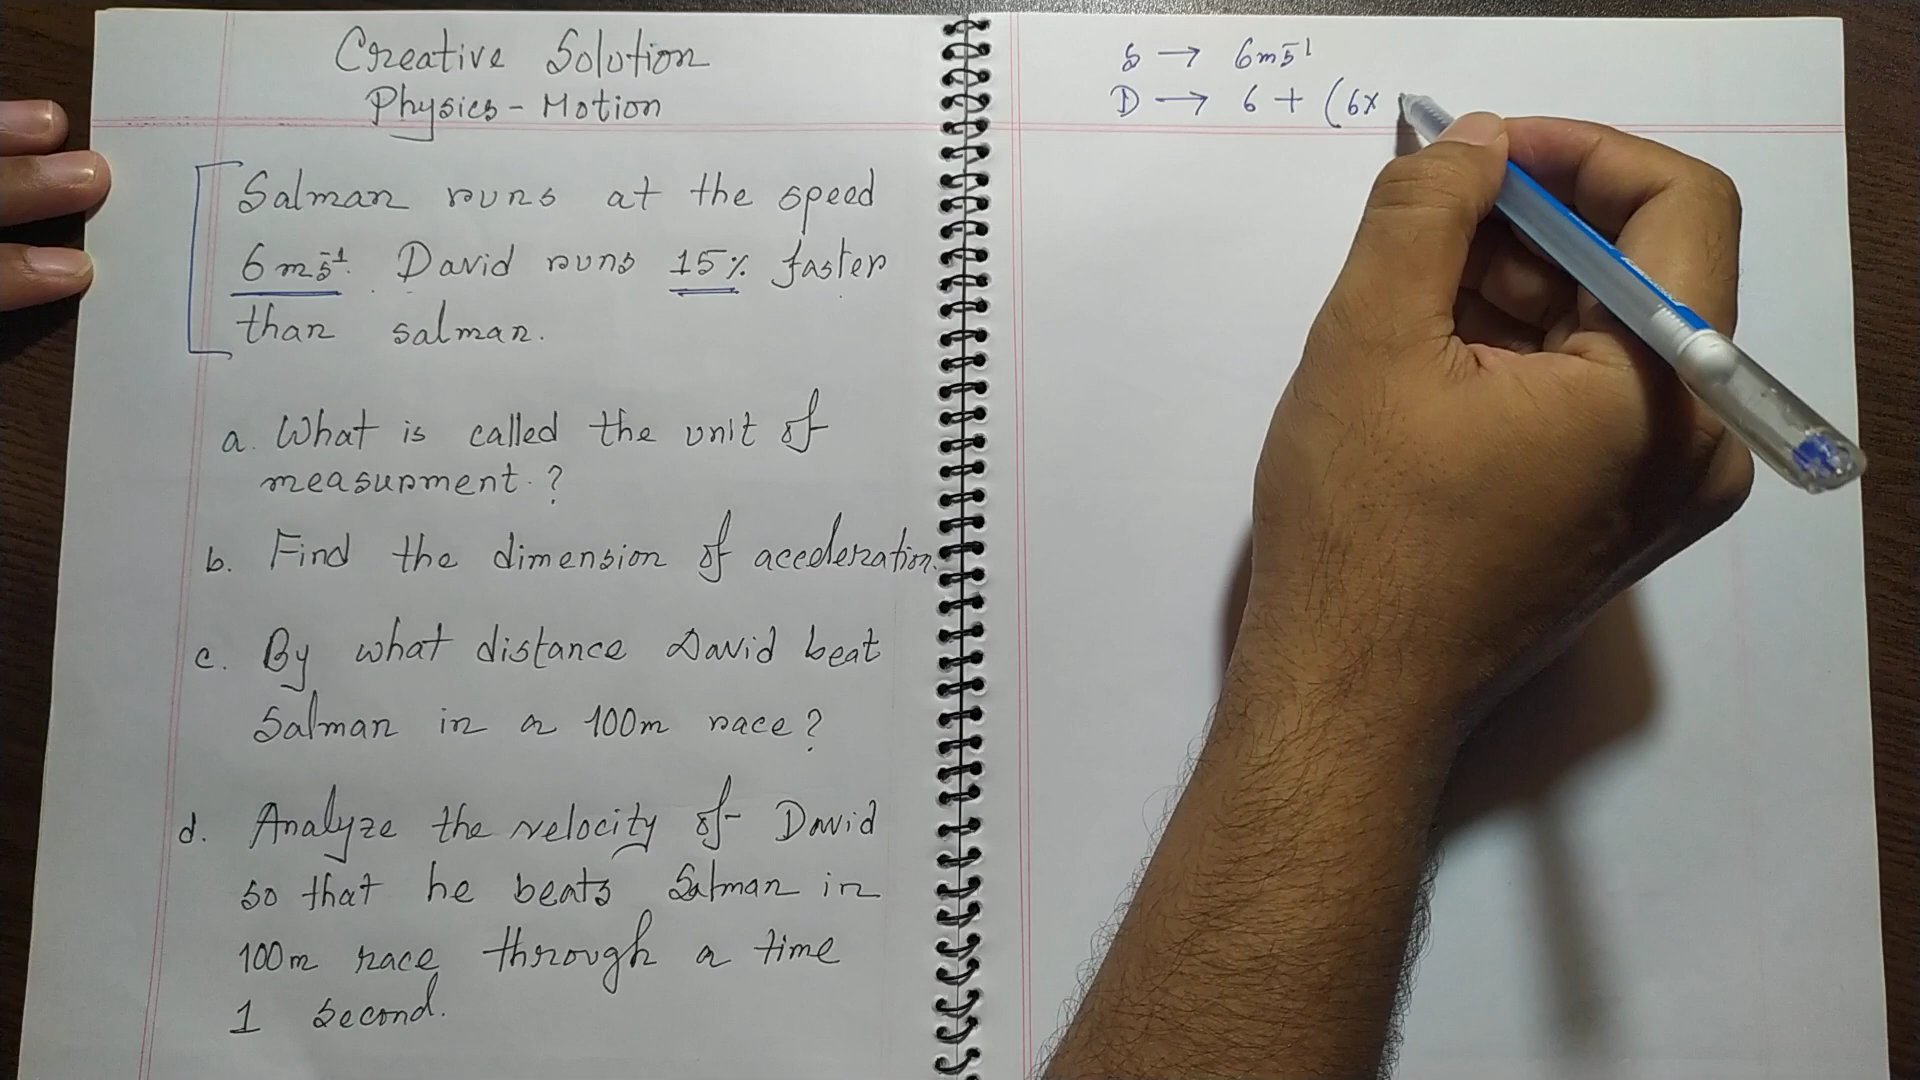 Creative Solution
Physics - Motion
Salman runs at the speed
6 ms⁻¹. David runs 15% faster
than salman.
a. What is called the unit of
measurment.?
b. Find the dimension of acceleration.
c. By what distance David beat
Salman in a 100m race?
d. Analyze the velocity of David
so that he beats Salman in
100m race through a time
1 second.
S → 6ms⁻¹
D → 6 + (6x